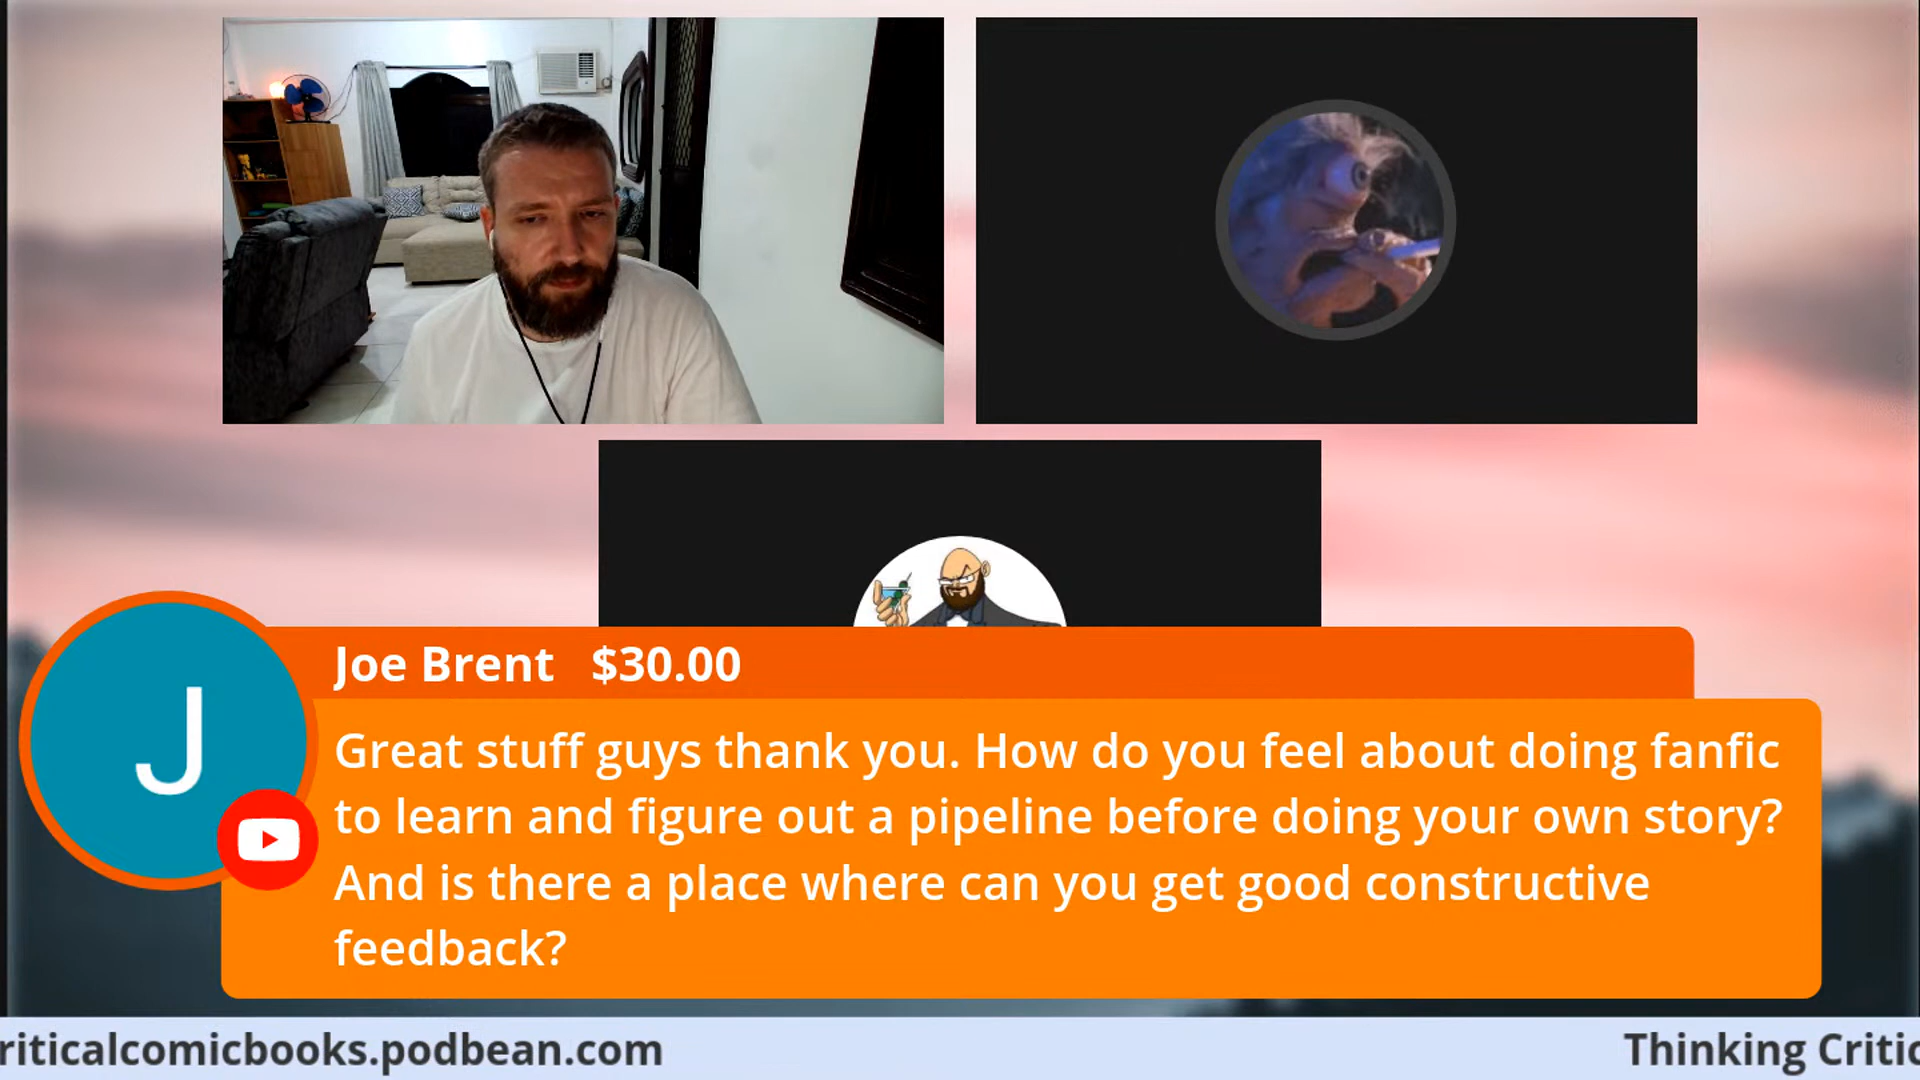 Joe Brent $30.00
J
Great stuff guys thank you. How do you feel about doing fanfic
to learn and figure out a pipeline before doing your own story?
And is there a place where can you get good constructive
feedback?
riticalcomicbooks.podbean.com
Thinking Critic